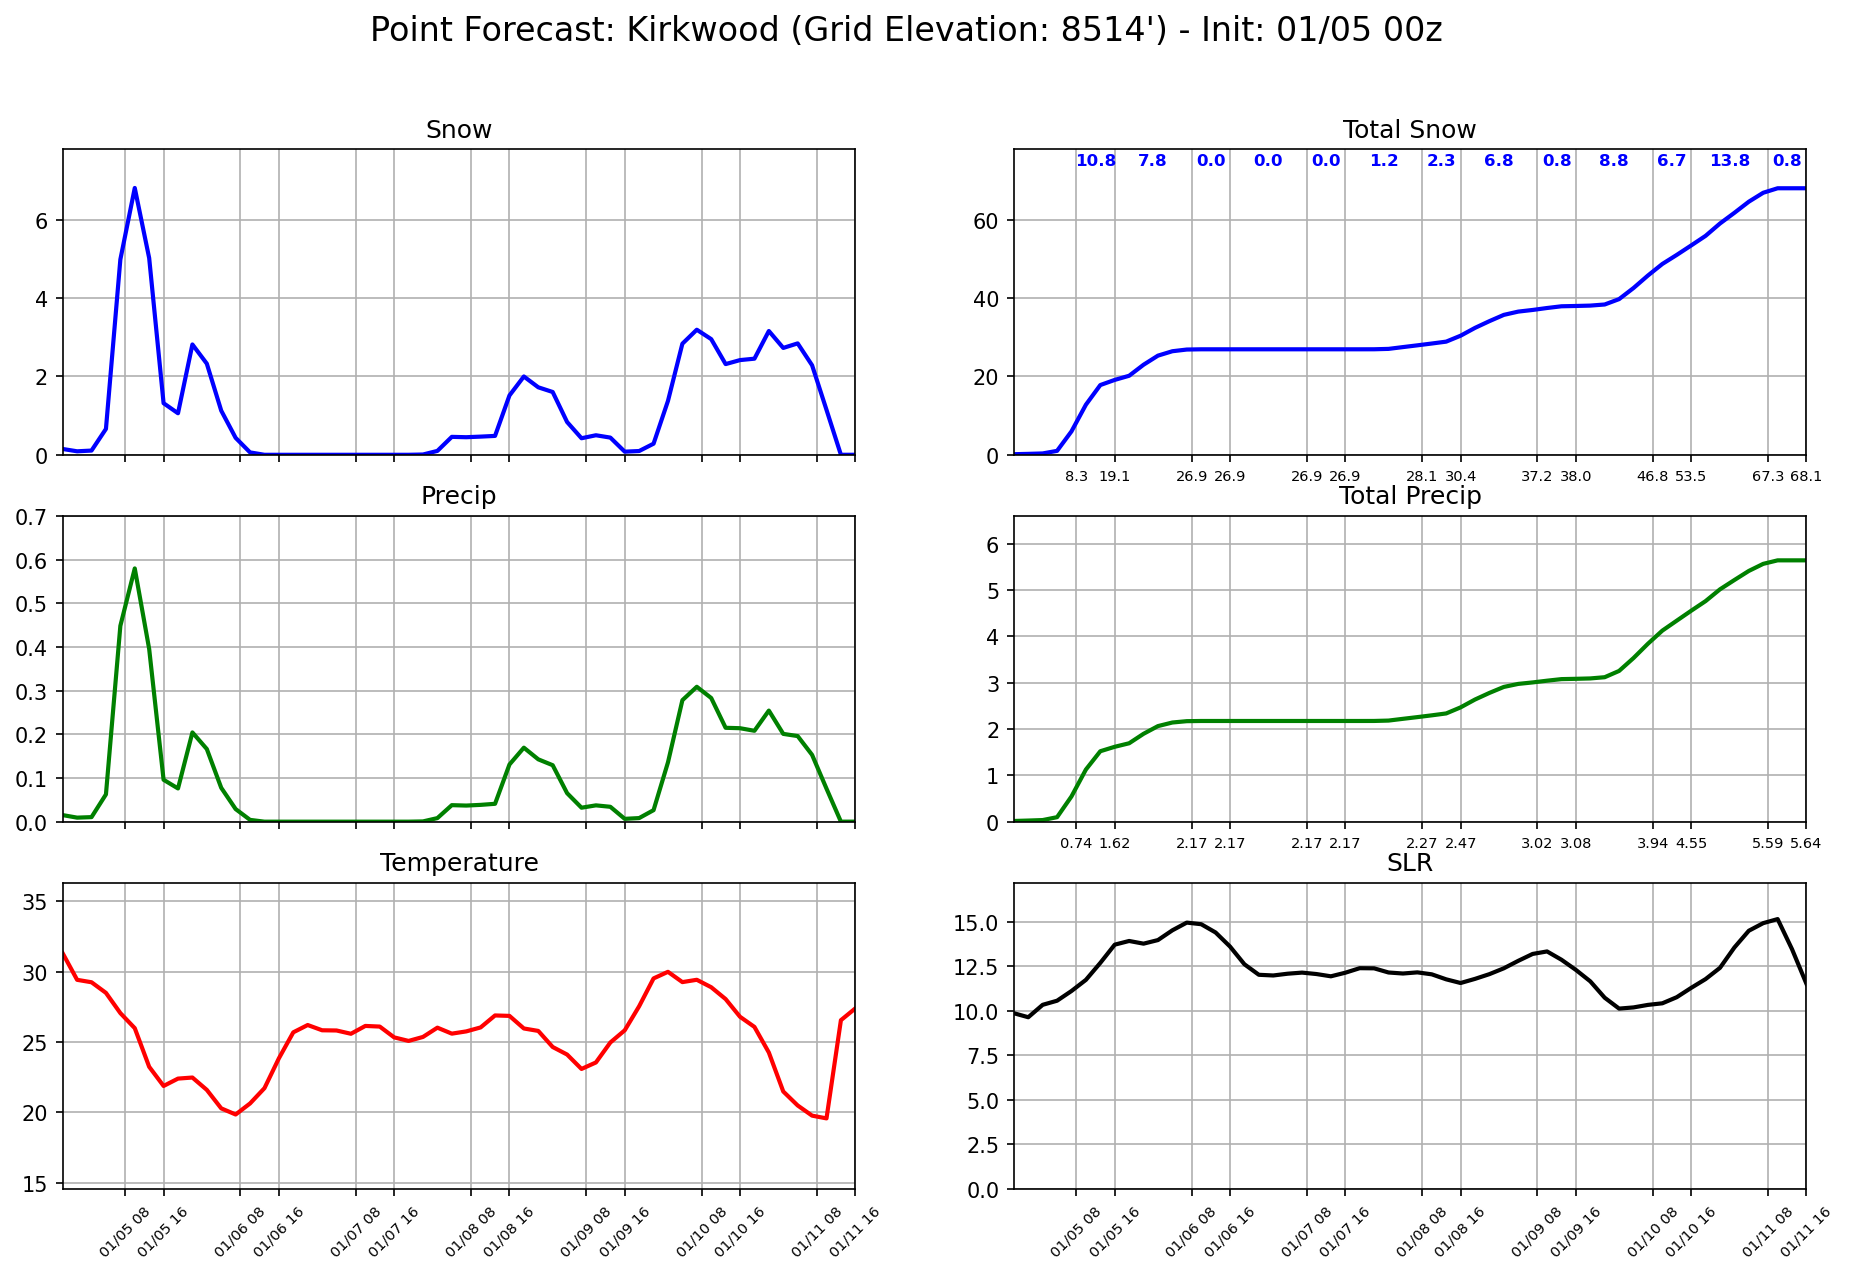 Point Forecast: Kirkwood (Grid Elevation: 8514') - Init: 01/05 00z
Snow
6
4
2
0
Total Snow
10.8 7.8 0.0 0.0 0.0 1.2 2.3 6.8 0.8 8.8 6.7 13.8 0.8
60
40
20
0
8.3 19.1 26.9 26.9 26.9 26.9 28.1 30.4 37.2 38.0 46.8 53.5 67.3 68.1
Precip
0.7
0.6
0.5
0.4
0.3
0.2
0.1
0.0
Total Precip
6
5
4
3
2
1
0
0.74 1.62 2.17 2.17 2.17 2.17 2.27 2.47 3.02 3.08 3.94 4.55 5.59 5.64
Temperature
35
30
25
20
15
01/05 08 01/05 16 01/06 08 01/06 16 01/07 08 01/07 16 01/08 08 01/08 16 01/09 08 01/09 16 01/10 08 01/10 16 01/11 08 01/11 16
SLR
15.0
12.5
10.0
7.5
5.0
2.5
0.0
01/05 08 01/05 16 01/06 08 01/06 16 01/07 08 01/07 16 01/08 08 01/08 16 01/09 08 01/09 16 01/10 08 01/10 16 01/11 08 01/11 16